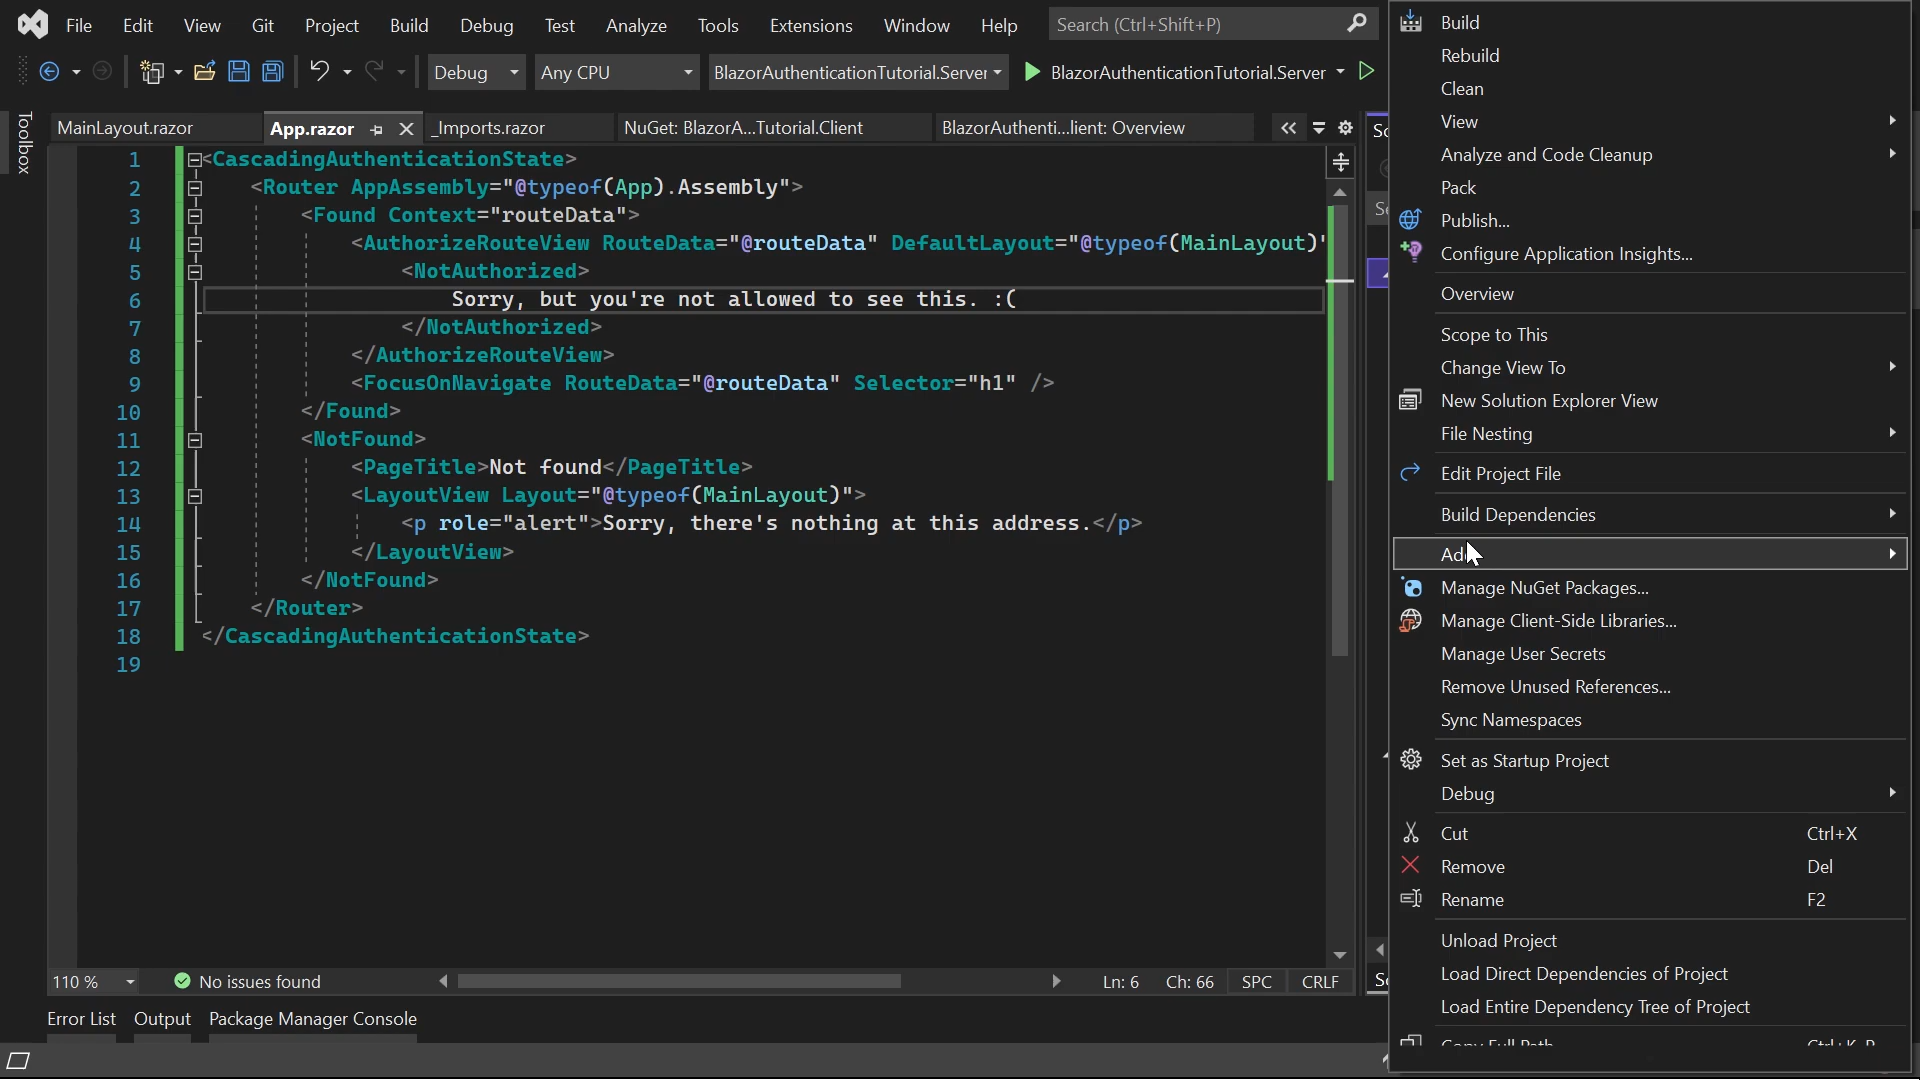 File Edit View Git Project Build Debug Test Analyze Tools Extensions Window Help Search (Ctrl+Shift+P)
Debug Any CPU BlazorAuthenticationTutorial.Server BlazorAuthenticationTutorial.Server
Toolbox
MainLayout.razor App.razor _Imports.razor NuGet: BlazorA...Tutorial.Client BlazorAuthenti...lient: Overview
1 <CascadingAuthenticationState>
2 <Router AppAssembly="@typeof(App).Assembly">
3 <Found Context="routeData">
4 <AuthorizeRouteView RouteData="@routeData" DefaultLayout="@typeof(MainLayout)"
5 <NotAuthorized>
6 Sorry, but you're not allowed to see this. :(
7 </NotAuthorized>
8 </AuthorizeRouteView>
9 <FocusOnNavigate RouteData="@routeData" Selector="h1" />
10 </Found>
11 <NotFound>
12 <PageTitle>Not found</PageTitle>
13 <LayoutView Layout="@typeof(MainLayout)">
14 <p role="alert">Sorry, there's nothing at this address.</p>
15 </LayoutView>
16 </NotFound>
17 </Router>
18 </CascadingAuthenticationState>
19
110 % No issues found Ln: 6 Ch: 66 SPC CRLF
Error List Output Package Manager Console
Build
Rebuild
Clean
View
Analyze and Code Cleanup
Pack
Publish...
Configure Application Insights...
Overview
Scope to This
Change View To
New Solution Explorer View
File Nesting
Edit Project File
Build Dependencies
Add
Manage NuGet Packages...
Manage Client-Side Libraries...
Manage User Secrets
Remove Unused References...
Sync Namespaces
Set as Startup Project
Debug
Cut Ctrl+X
Remove Del
Rename F2
Unload Project
Load Direct Dependencies of Project
Load Entire Dependency Tree of Project